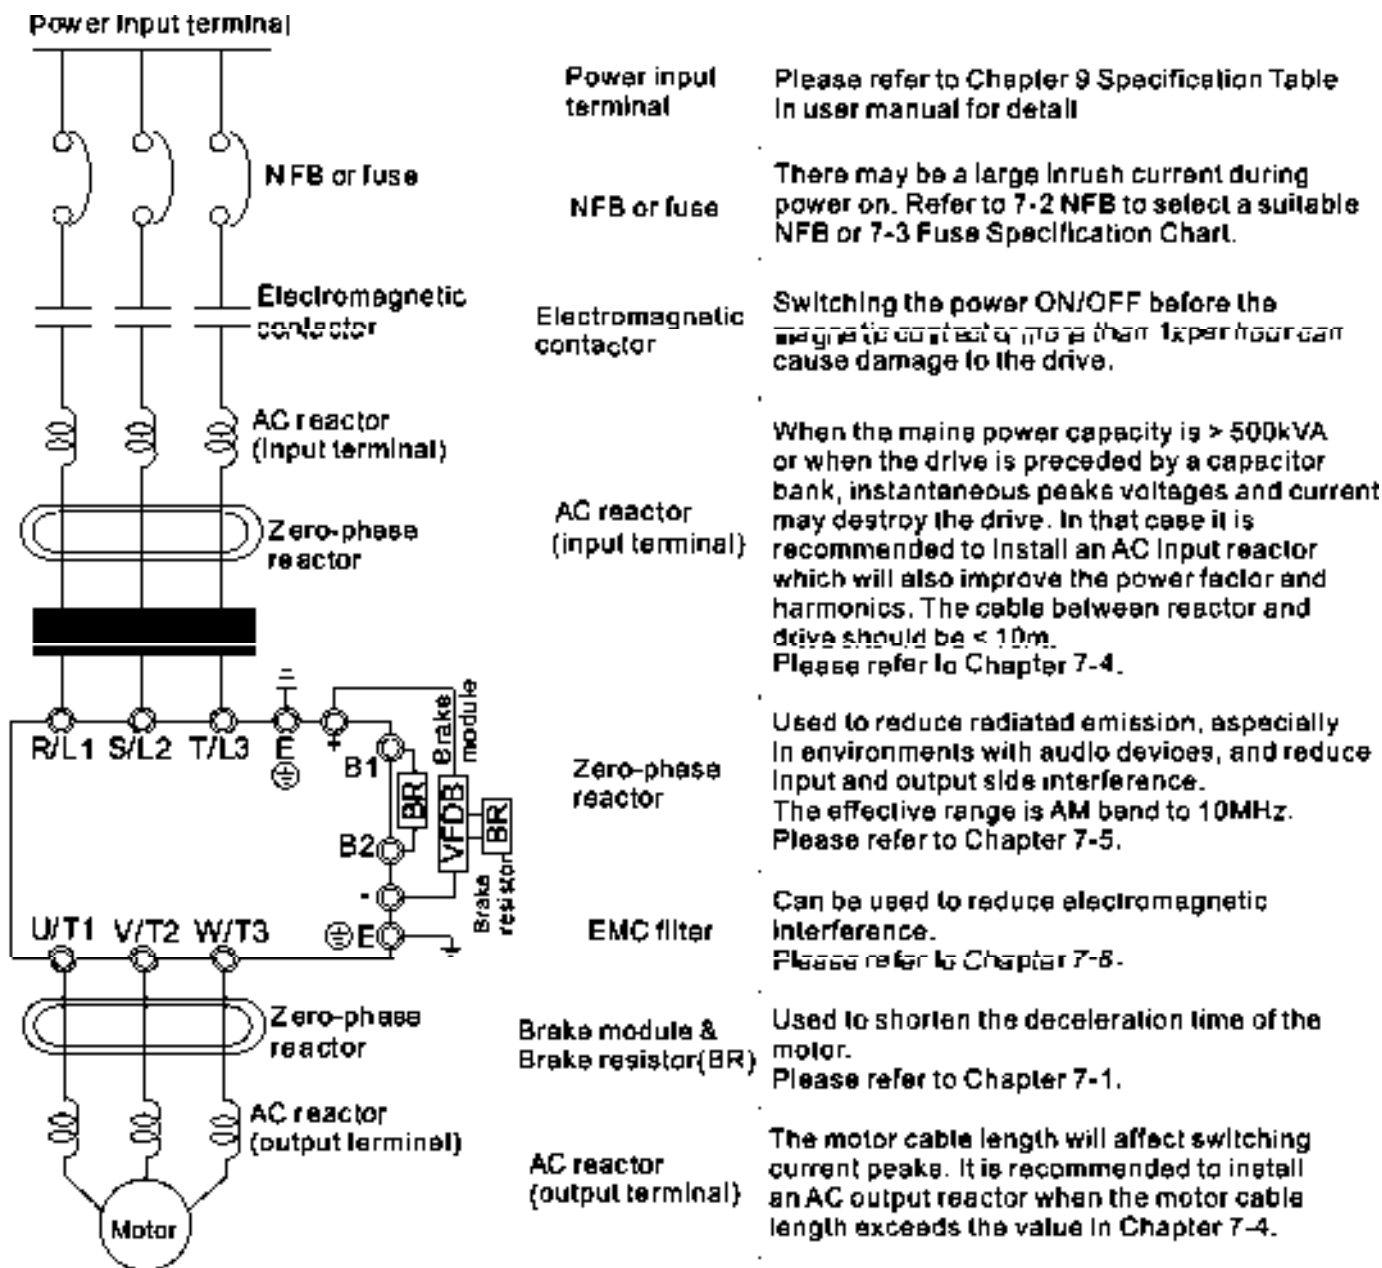 Power input terminal
NFB or fuse
Electromagnetic
contactor
AC reactor
(input terminal)
Zero-phase
reactor
R/L1 S/L2 T/L3 E +
B1
BR
B2
-
Brake
module
VFDB
BR
Brake
resistor
U/T1 V/T2 W/T3 E
Zero-phase
reactor
AC reactor
(output terminal)
Motor
Power input
terminal
Please refer to Chapter 9 Specification Table
in user manual for detail
NFB or fuse
There may be a large inrush current during
power on. Refer to 7-2 NFB to select a suitable
NFB or 7-3 Fuse Specification Chart.
Electromagnetic
contactor
Switching the power ON/OFF before the
magnetic contactor more than 1x per hour can
cause damage to the drive.
AC reactor
(input terminal)
When the mains power capacity is > 500kVA
or when the drive is preceded by a capacitor
bank, instantaneous peaks voltages and current
may destroy the drive. In that case it is
recommended to install an AC input reactor
which will also improve the power factor and
harmonics. The cable between reactor and
drive should be < 10m.
Please refer to Chapter 7-4.
Zero-phase
reactor
Used to reduce radiated emission, especially
in environments with audio devices, and reduce
input and output side interference.
The effective range is AM band to 10MHz.
Please refer to Chapter 7-5.
EMC filter
Can be used to reduce electromagnetic
interference.
Please refer to Chapter
Brake module &
Brake resistor(BR)
Used to shorten the deceleration time of the
motor.
Please refer to Chapter 7-1.
AC reactor
(output terminal)
The motor cable length will affect switching
current peaks. It is recommended to install
an AC output reactor when the motor cable
length exceeds the value in Chapter 7-4.